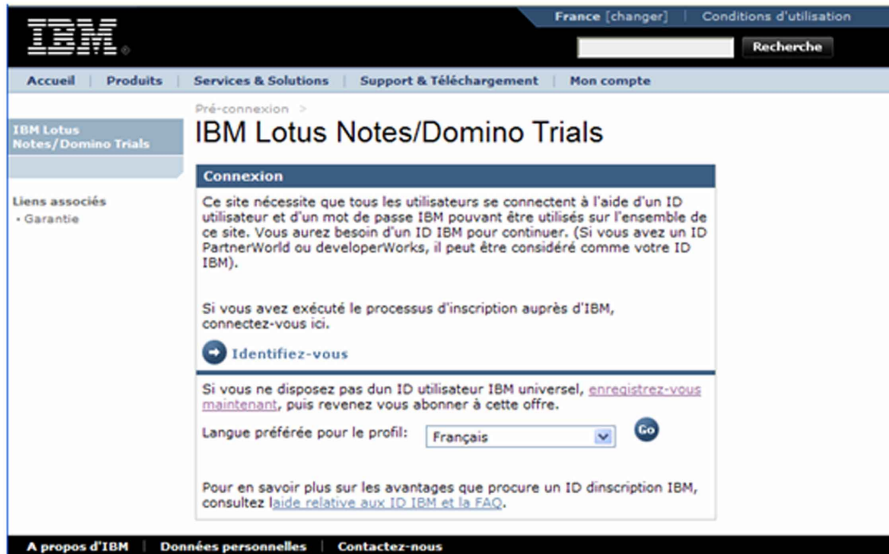 France [changer] | Conditions d'utilisation
IBM®
Recherche
Accueil | Produits | Services & Solutions | Support & Téléchargement | Mon compte
Pré-connexion >
IBM Lotus Notes/Domino Trials
IBM Lotus
Notes/Domino Trials
Liens associés
• Garantie
Connexion
Ce site nécessite que tous les utilisateurs se connectent à l'aide d'un ID
utilisateur et d'un mot de passe IBM pouvant être utilisés sur l'ensemble de
ce site. Vous aurez besoin d'un ID IBM pour continuer. (Si vous avez un ID
PartnerWorld ou developerWorks, il peut être considéré comme votre ID
IBM).
Si vous avez exécuté le processus d'inscription auprès d'IBM,
connectez-vous ici.
Identifiez-vous
Si vous ne disposez pas dun ID utilisateur IBM universel, enregistrez-vous
maintenant, puis revenez vous abonner à cette offre.
Langue préférée pour le profil: Français Go
Pour en savoir plus sur les avantages que procure un ID dinscription IBM,
consultez laide relative aux ID IBM et la FAQ.
A propos d'IBM | Données personnelles | Contactez-nous